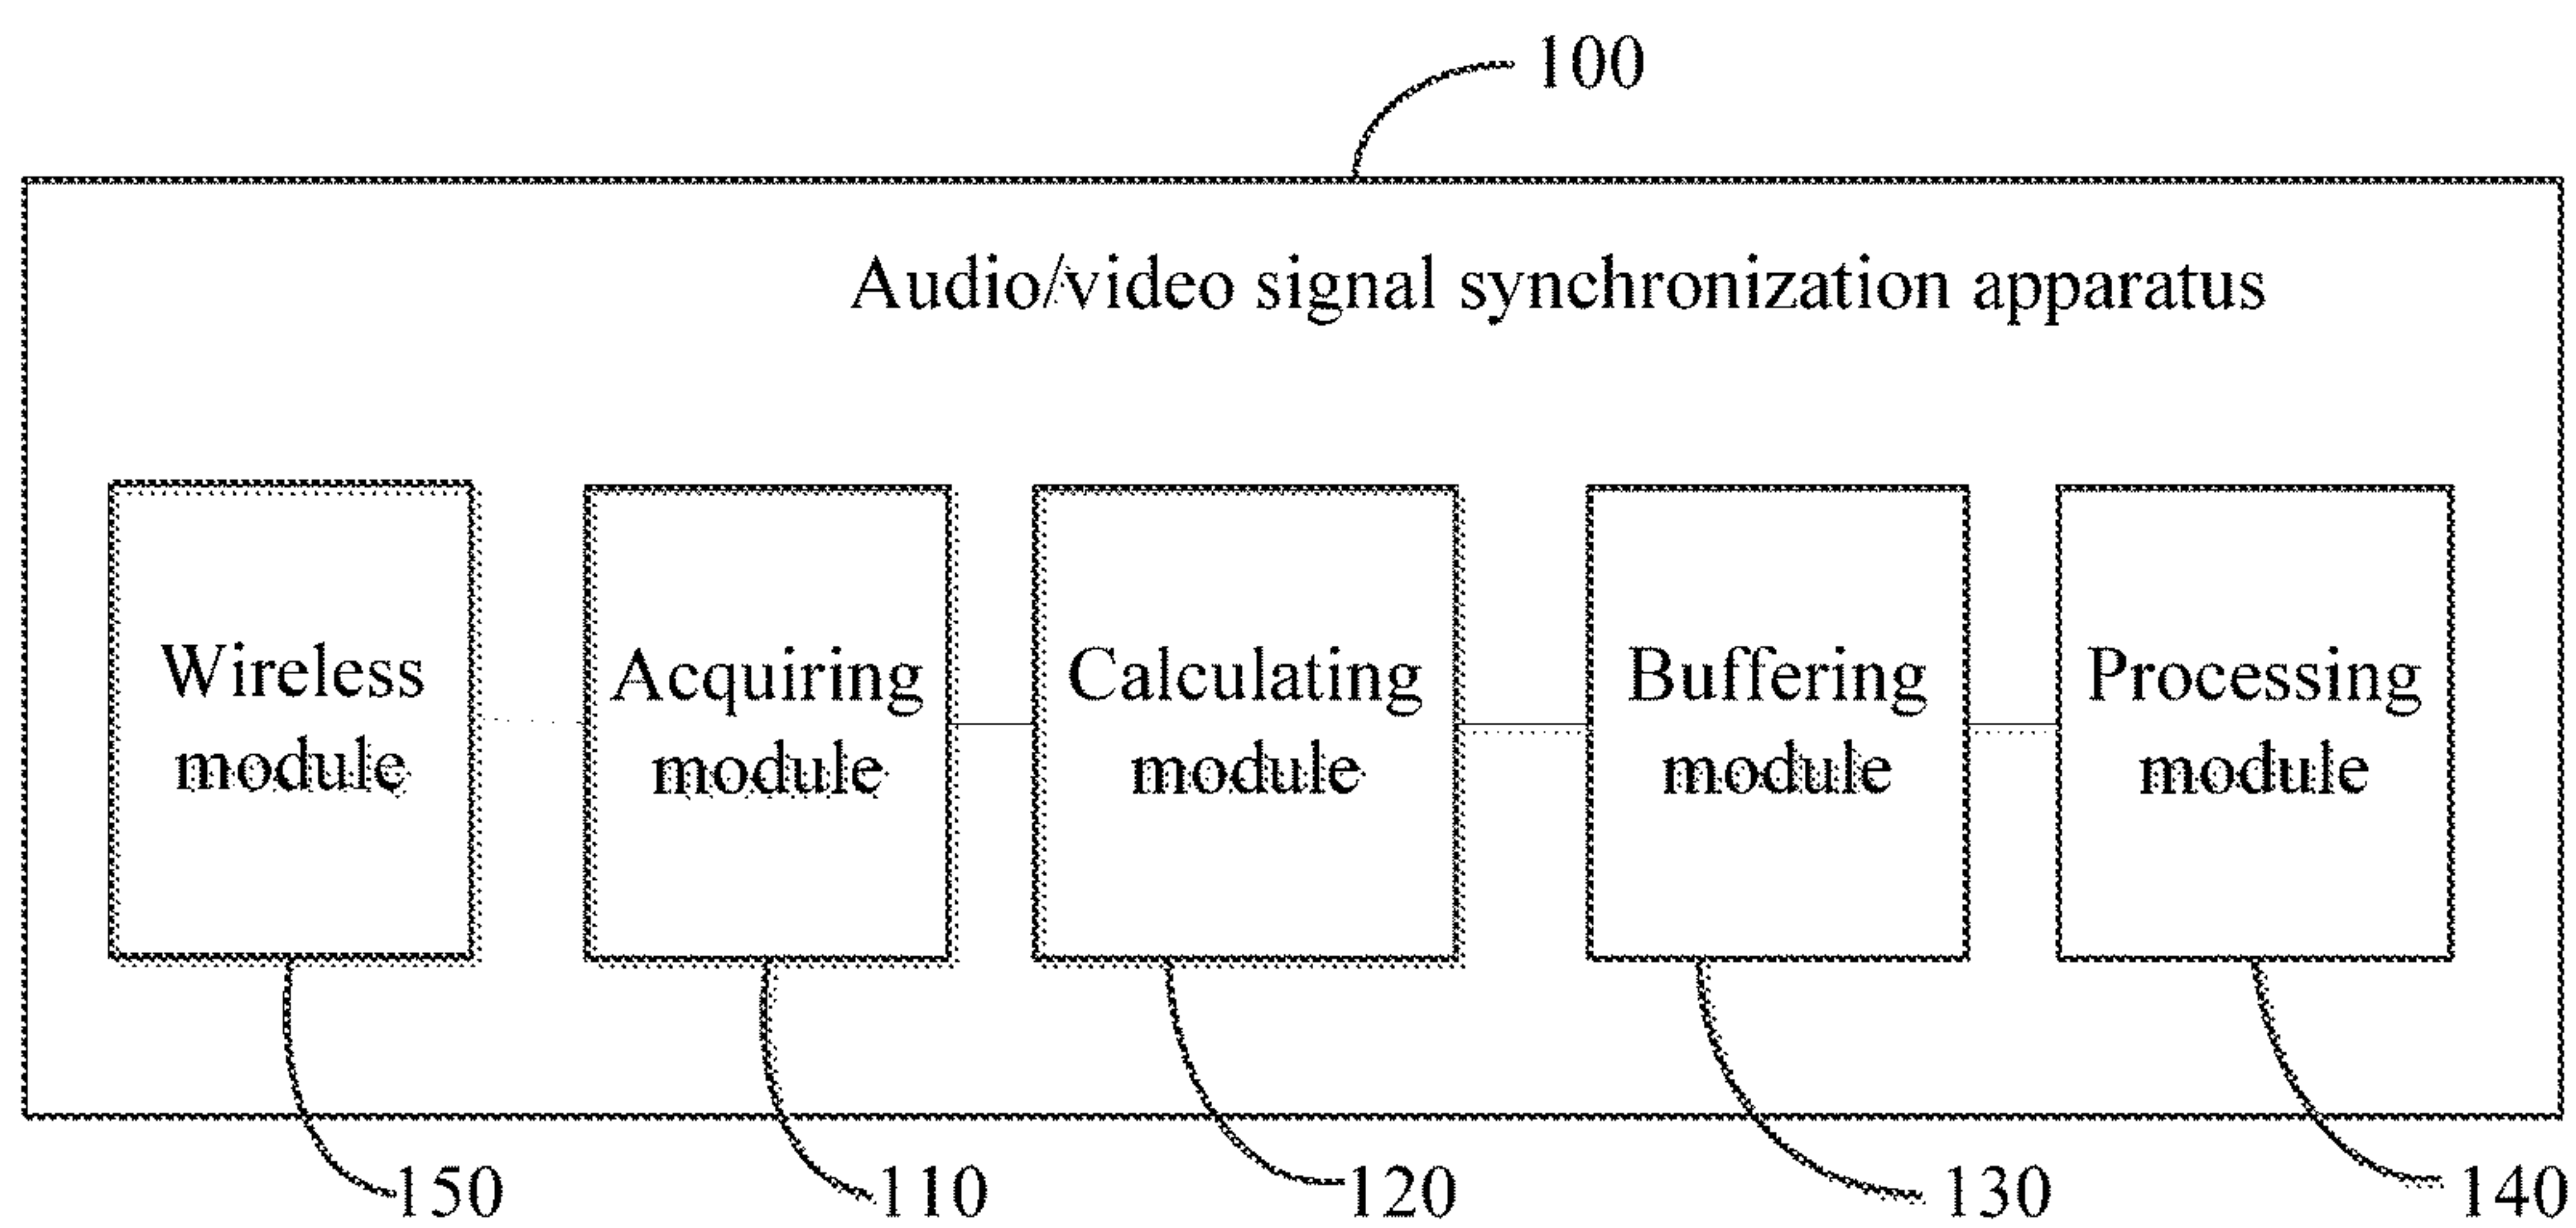 100
Audio/video signal synchronization apparatus
Wireless
module
Acquiring
module
Calculating
module
Buffering
module
Processing
module
150
110
120
130
140